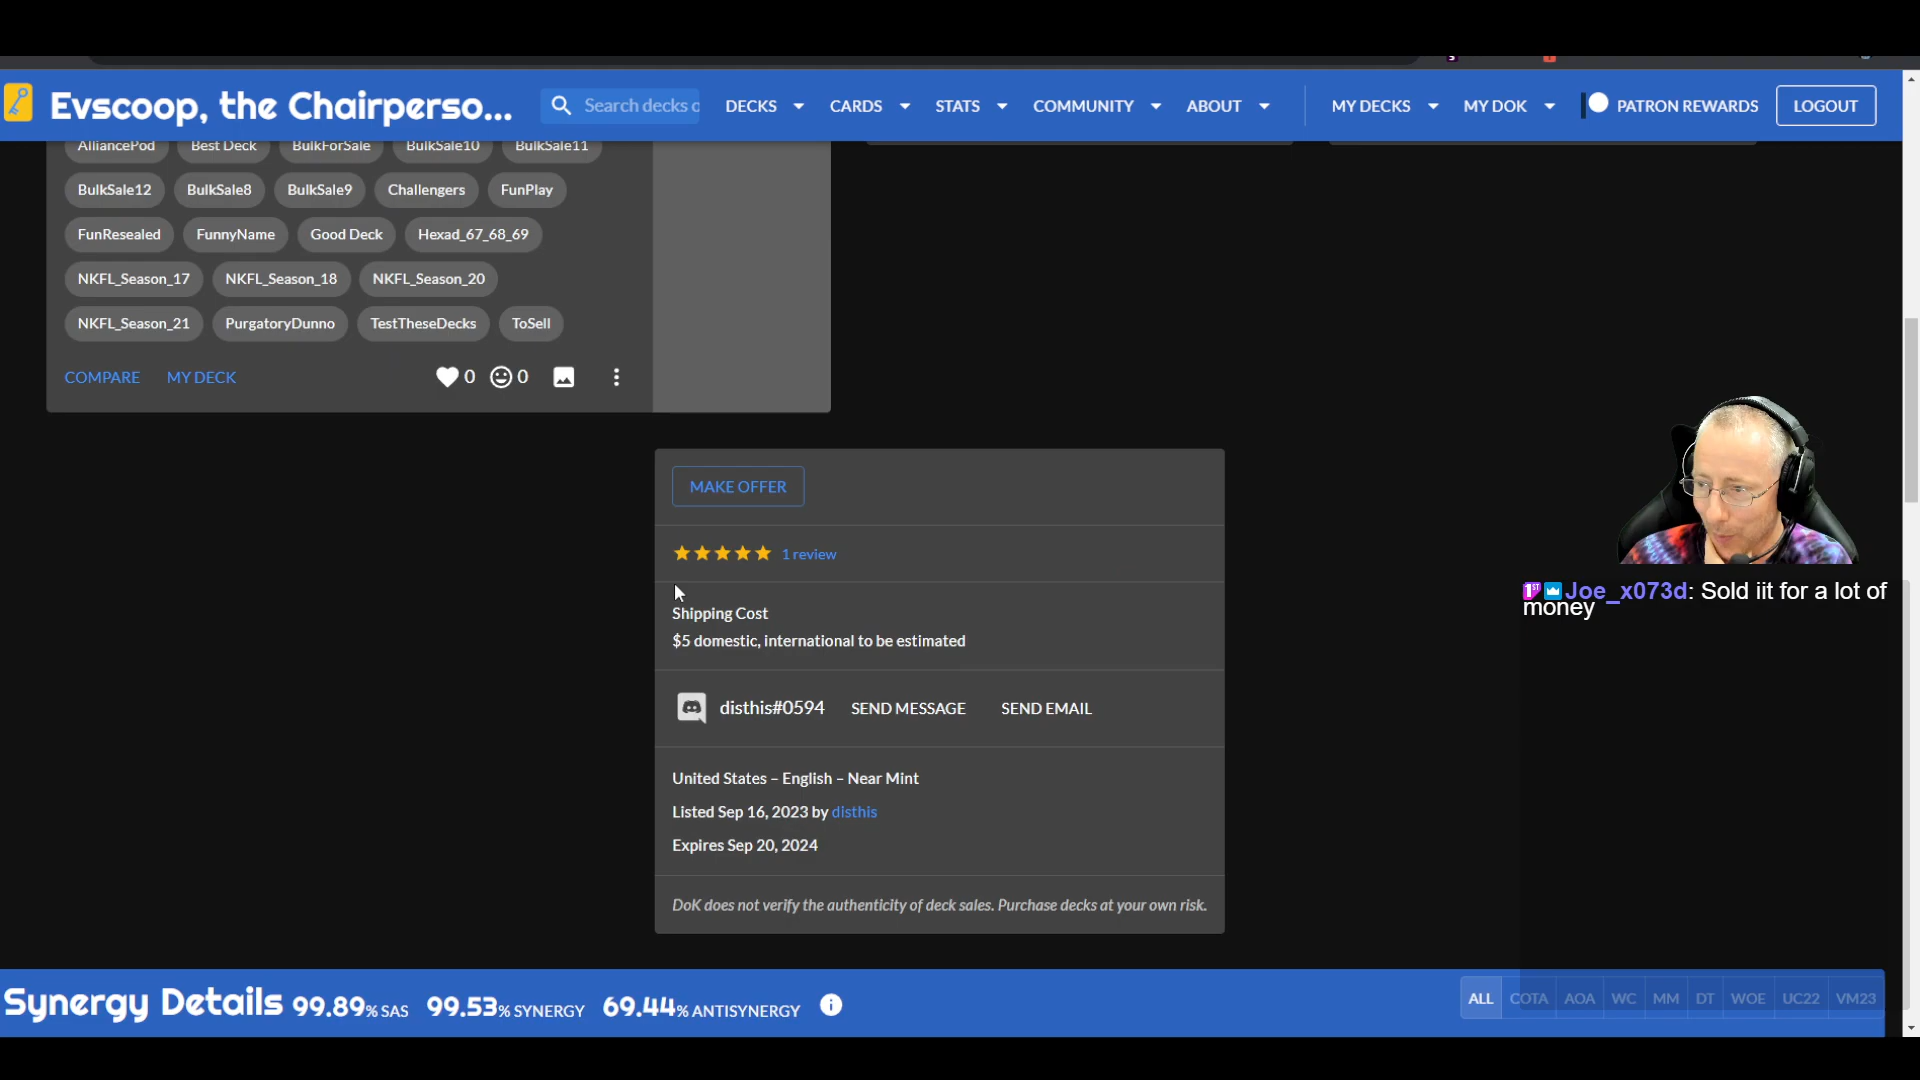 Evscoop, the Chairperso...
Search decks o
DECKS
CARDS
STATS
COMMUNITY
ABOUT
MY DECKS
MY DOK
PATRON REWARDS
LOGOUT
AlliancePod
Best Deck
BulkForSale
BulkSale10
BulkSale11
BulkSale12
BulkSale8
BulkSale9
Challengers
FunPlay
FunResealed
FunnyName
Good Deck
Hexad_67_68_69
NKFL_Season_17
NKFL_Season_18
NKFL_Season_20
NKFL_Season_21
PurgatoryDunno
TestTheseDecks
ToSell
COMPARE
MY DECK
0
0
MAKE OFFER
1 review
Shipping Cost
$5 domestic, international to be estimated
disthis#0594
SEND MESSAGE
SEND EMAIL
United States – English – Near Mint
Listed Sep 16, 2023 by disthis
Expires Sep 20, 2024
DoK does not verify the authenticity of deck sales. Purchase decks at your own risk.
1ST Joe_x073d: Sold iit for a lot of
money
Synergy Details 99.89% SAS 99.53% SYNERGY 69.44% ANTISYNERGY
ALL
COTA
AOA
WC
MM
DT
WOE
UC22
VM23